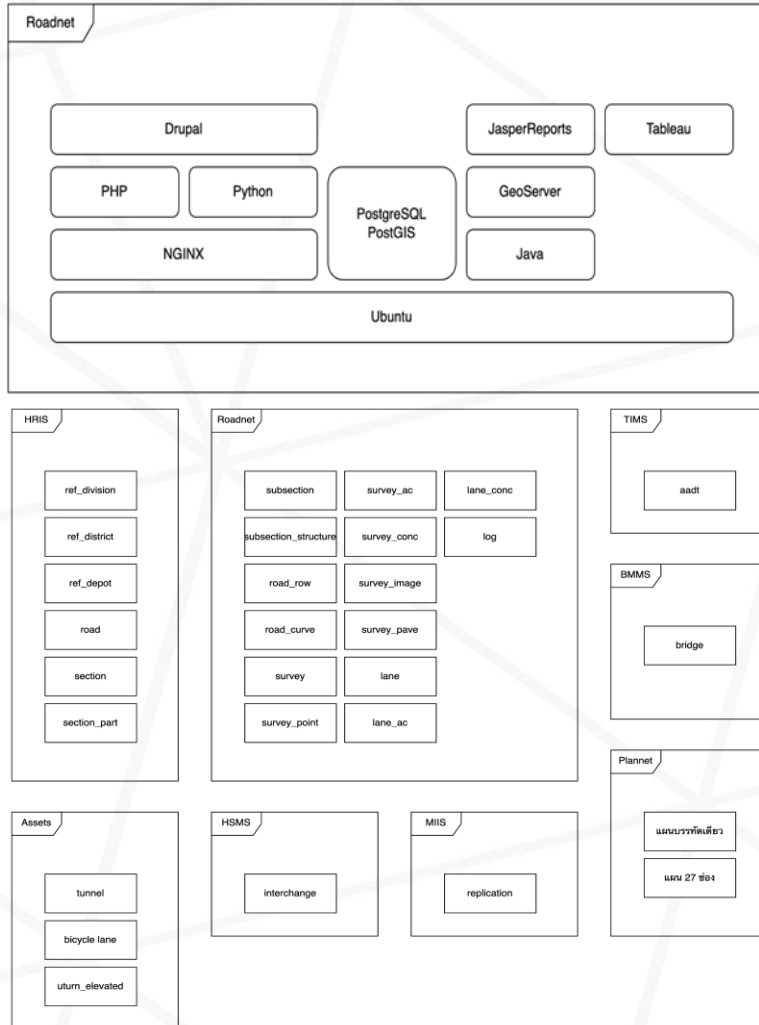 Roadnet
Drupal
JasperReports
Tableau
PHP
Python
PostgreSQL
PostGIS
GeoServer
NGINX
Java
Ubuntu
HRIS
ref_division
ref_district
ref_depot
road
section
section_part
Roadnet
subsection
survey_ac
lane_conc
subsection_structure
survey_conc
log
road_row
survey_image
road_curve
survey_pave
survey
lane
survey_point
lane_ac
TIMS
aadt
BMMS
bridge
Plannet
แผนบรรทัดเดียว
แผน 27 ช่อง
Assets
tunnel
bicycle lane
uturn_elevated
HSMS
interchange
MIIS
replication